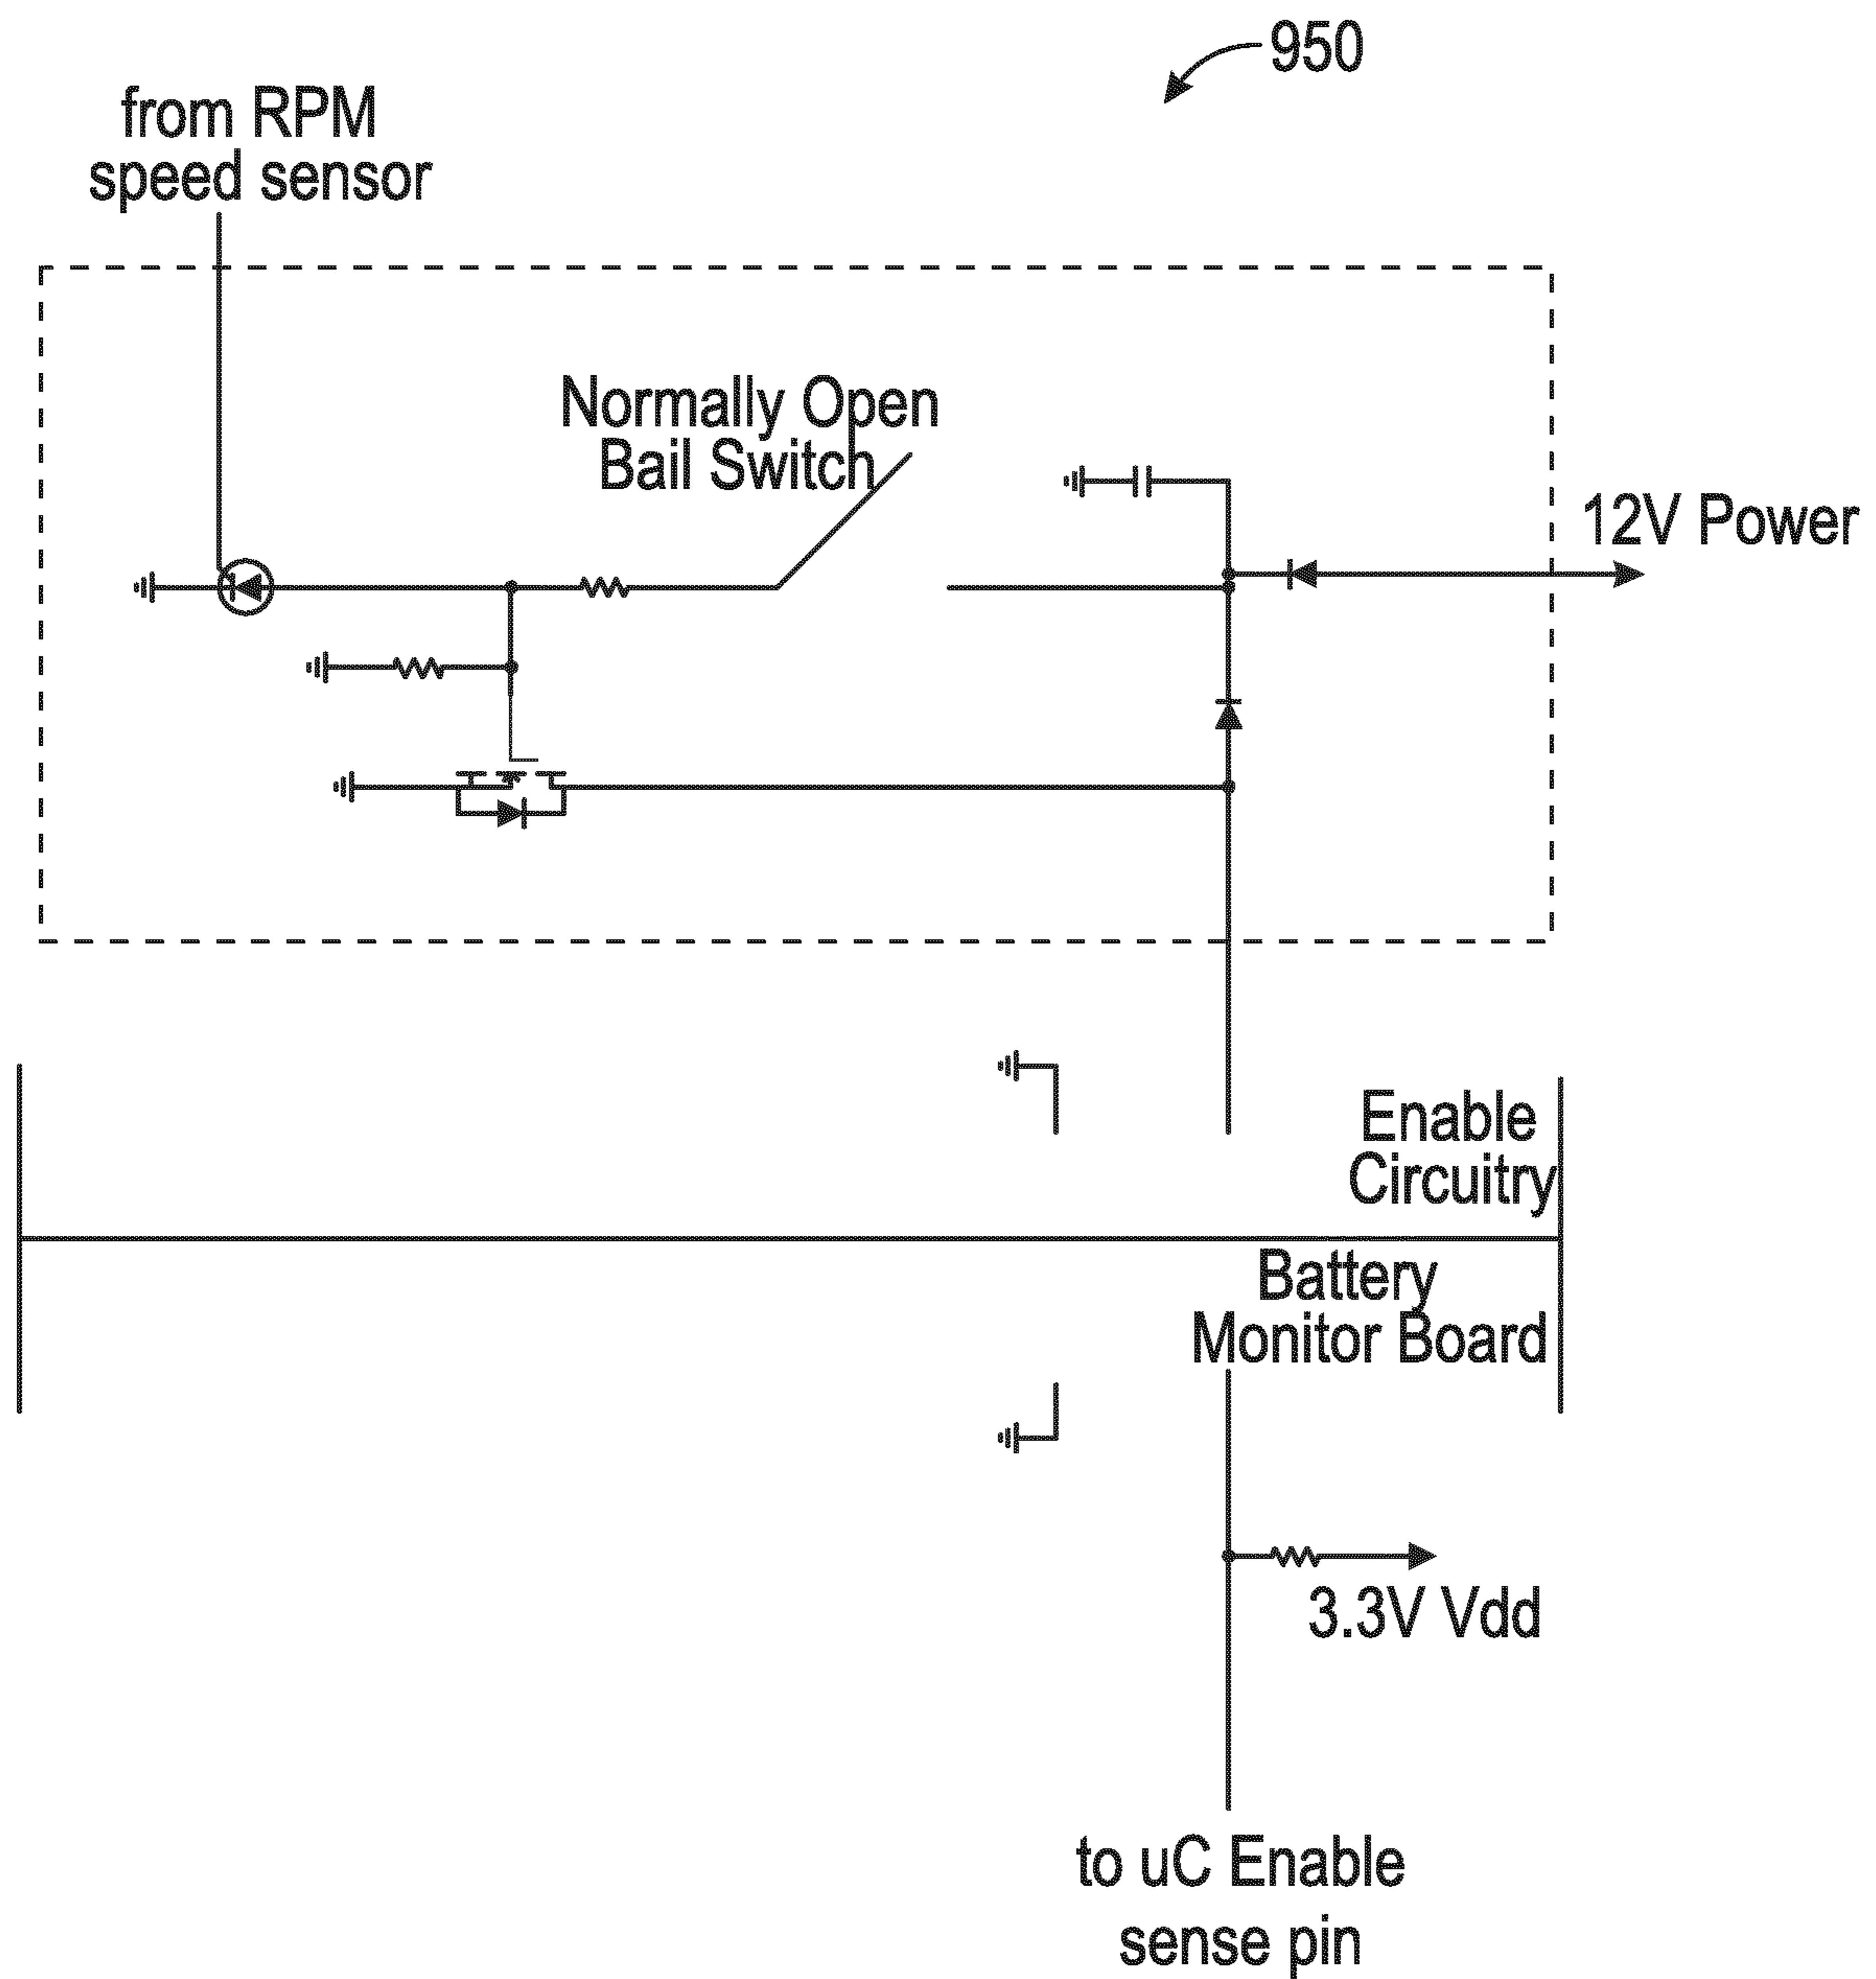 950
from RPM
speed sensor
Normally Open
Bail Switch
12V Power
Enable
Circuitry
Battery
Monitor Board
3.3V Vdd
to uC Enable
sense pin